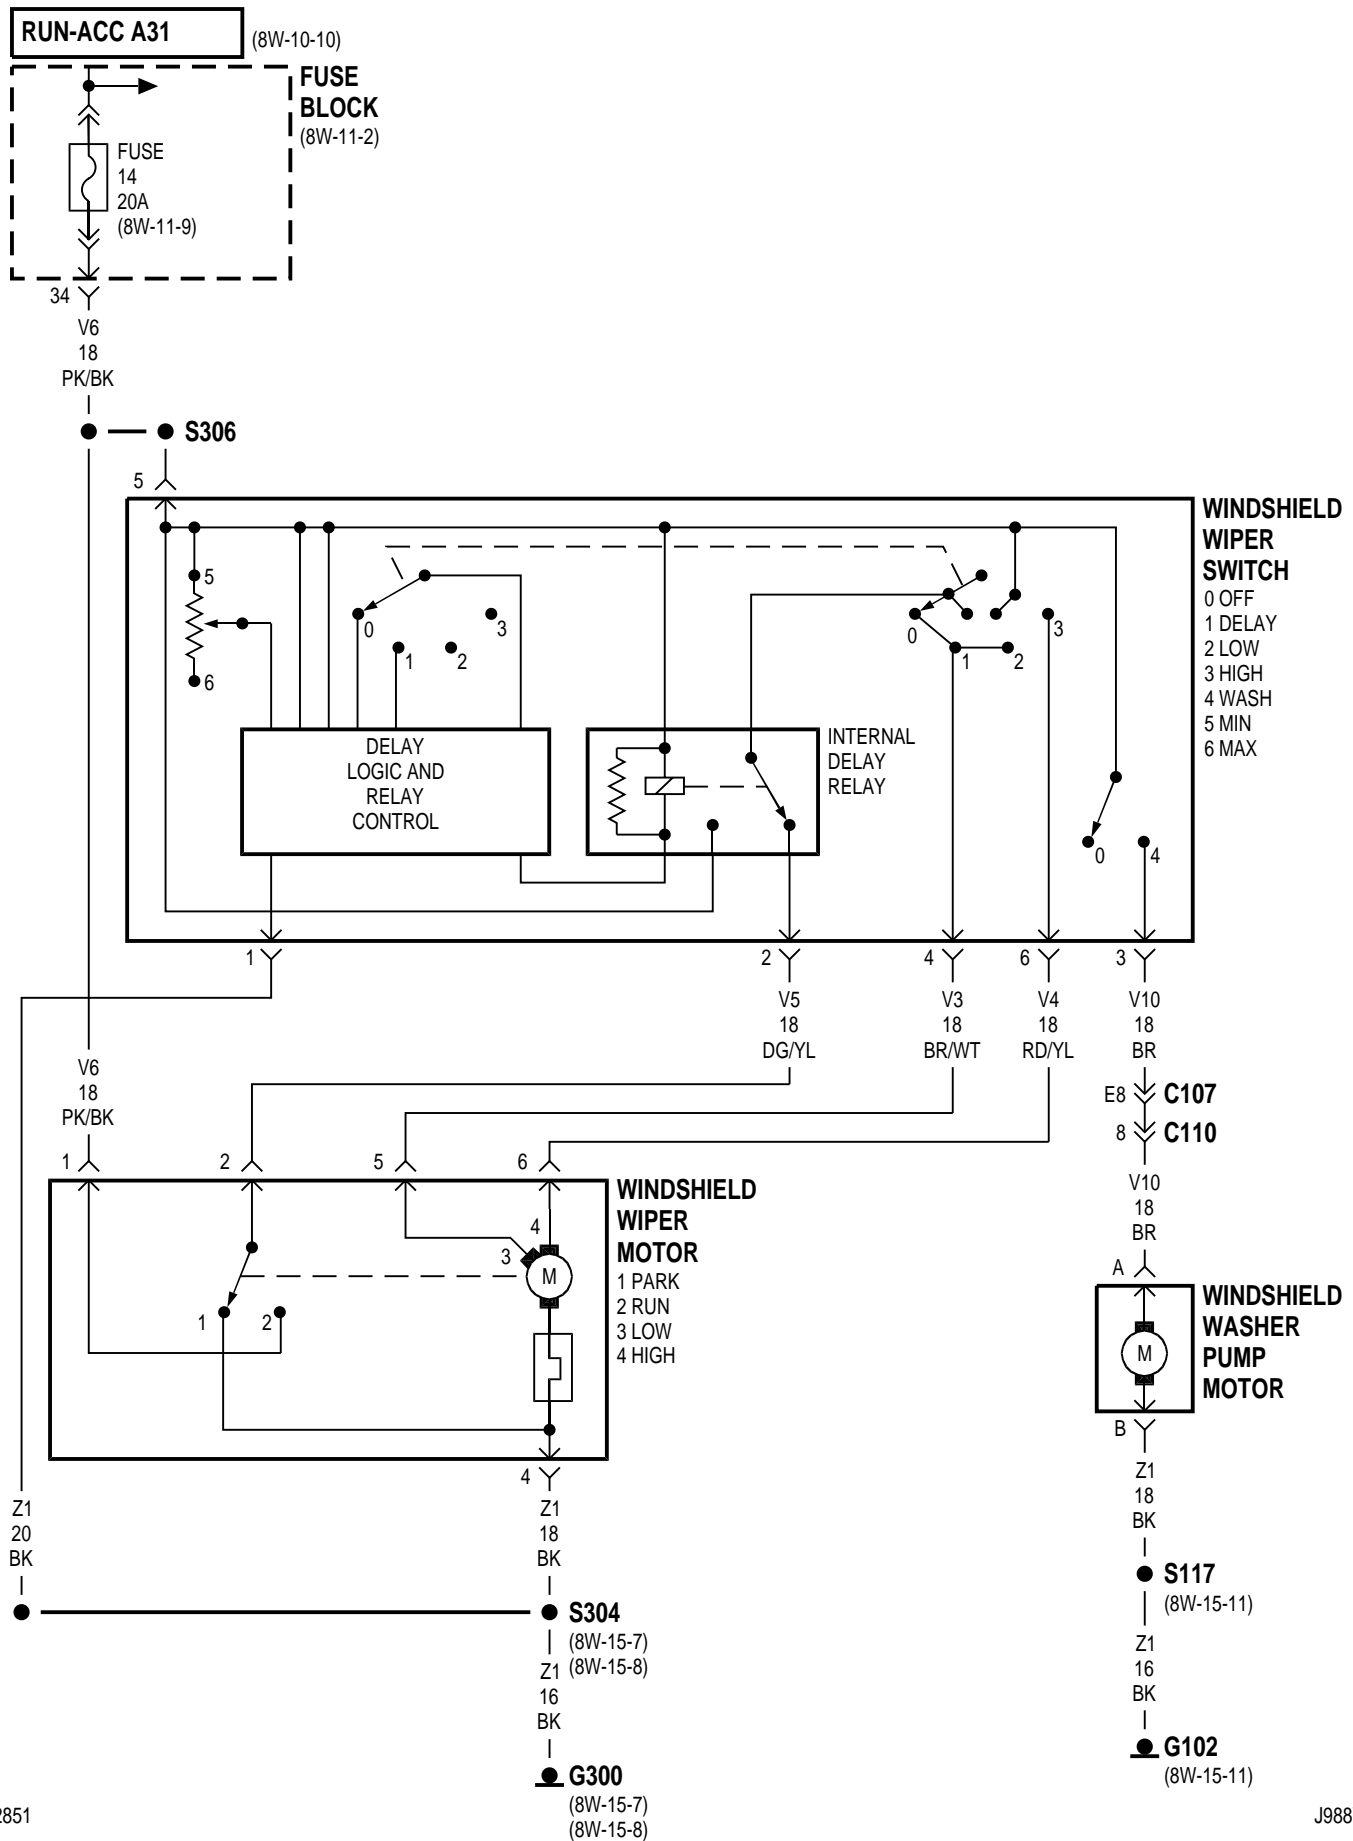 RUN-ACC A31
(8W-10-10)
FUSE
BLOCK
(8W-11-2)
FUSE
14
20A
(8W-11-9)
34
V6
18
PK/BK
S306
5
WINDSHIELD
WIPER
SWITCH
0 OFF
1 DELAY
2 LOW
3 HIGH
4 WASH
5 MIN
6 MAX
5
6
0
1
2
3
0
1
2
3
DELAY
LOGIC AND
RELAY
CONTROL
INTERNAL
DELAY
RELAY
0
4
1
2
4
6
3
V5
18
DG/YL
V3
18
BR/WT
V4
18
RD/YL
V10
18
BR
V6
18
PK/BK
E8
C107
8
C110
1
2
5
6
V10
18
BR
WINDSHIELD
WIPER
MOTOR
1 PARK
2 RUN
3 LOW
4 HIGH
4
3
M
1
2
A
WINDSHIELD
WASHER
PUMP
MOTOR
M
B
4
Z1
20
BK
Z1
18
BK
Z1
18
BK
S304
(8W-15-7)
(8W-15-8)
S117
(8W-15-11)
Z1
16
BK
Z1
16
BK
G300
(8W-15-7)
(8W-15-8)
G102
(8W-15-11)
2851
J988